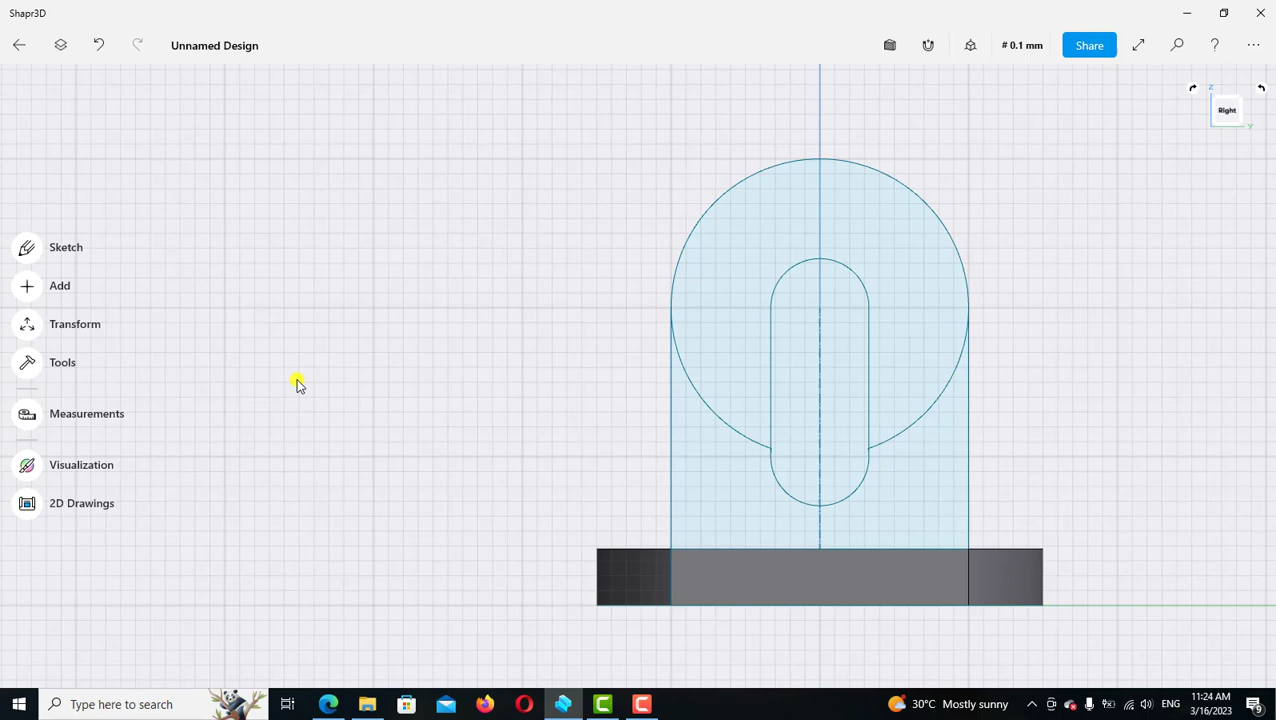 Shapr3D
Unnamed Design
# 0.1 mm
Share
Z
Right
Y
Sketch
Add
Transform
Tools
Measurements
Visualization
2D Drawings
Type here to search
30°C Mostly sunny
ENG
11:24 AM
3/16/2023